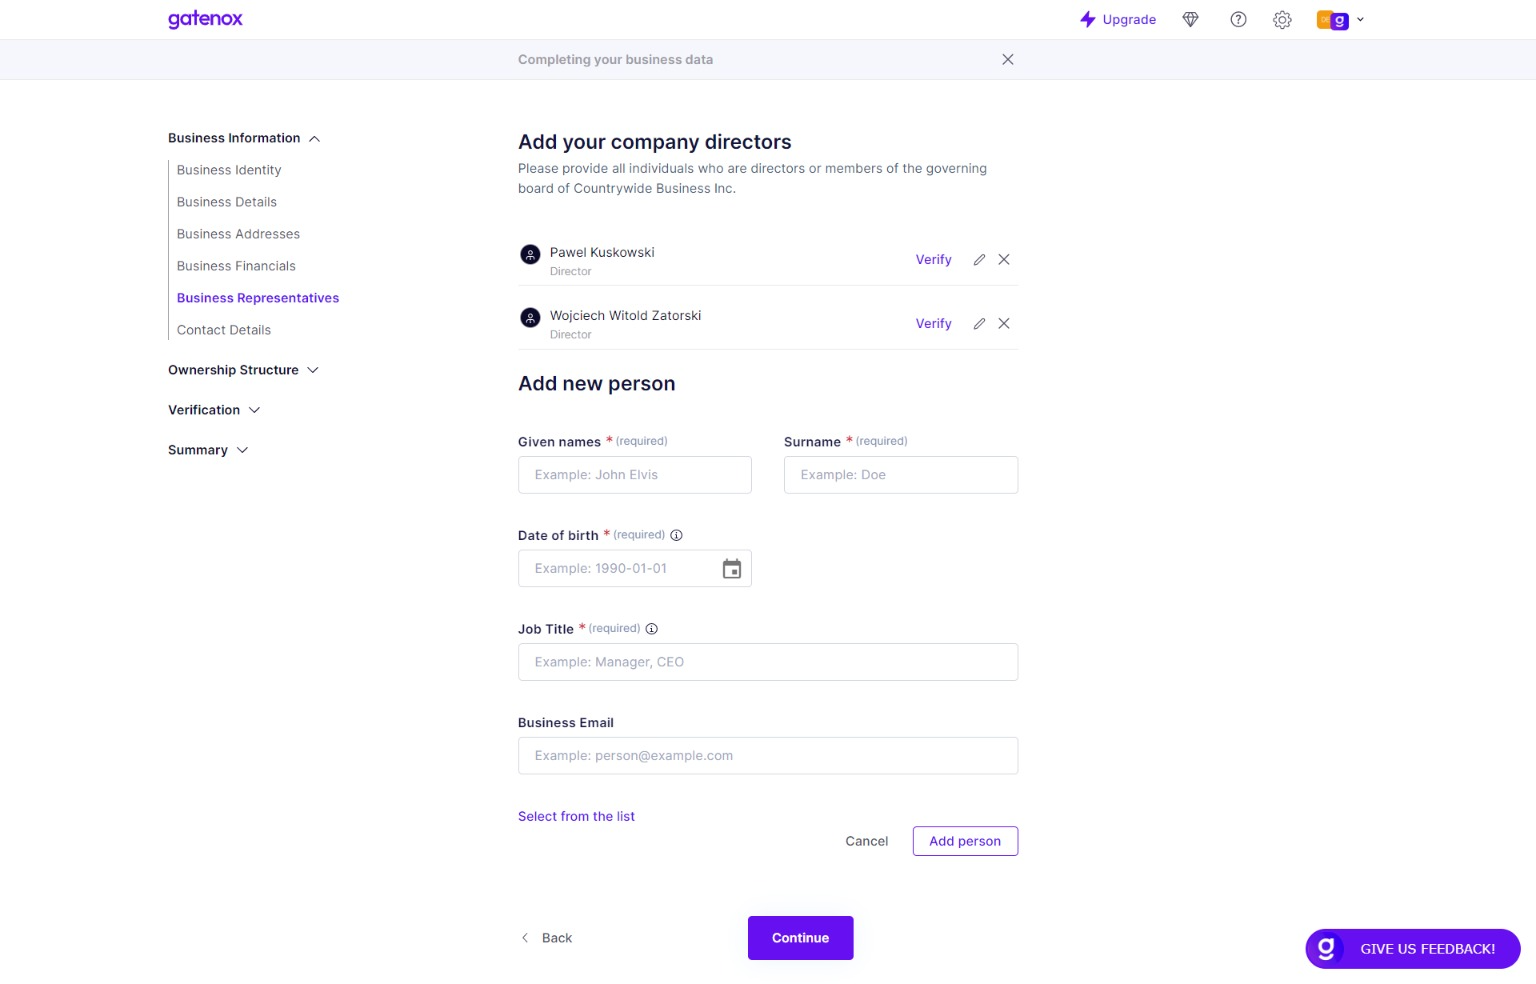 gatenox
Upgrade
g
Completing your business data
Business Information
Business Identity
Business Details
Business Addresses
Business Financials
Business Representatives
Contact Details
Ownership Structure
Verification
Summary
Add your company directors
Please provide all individuals who are directors or members of the governing
board of Countrywide Business Inc.
Pawel Kuskowski
Director
Verify
Wojciech Witold Zatorski
Director
Verify
Add new person
Given names * (required)
Surname * (required)
Example: John Elvis
Example: Doe
Date of birth * (required)
Example: 1990-01-01
Job Title * (required)
Example: Manager, CEO
Business Email
Example: person@example.com
Select from the list
Cancel
Add person
Back
Continue
g GIVE US FEEDBACK!